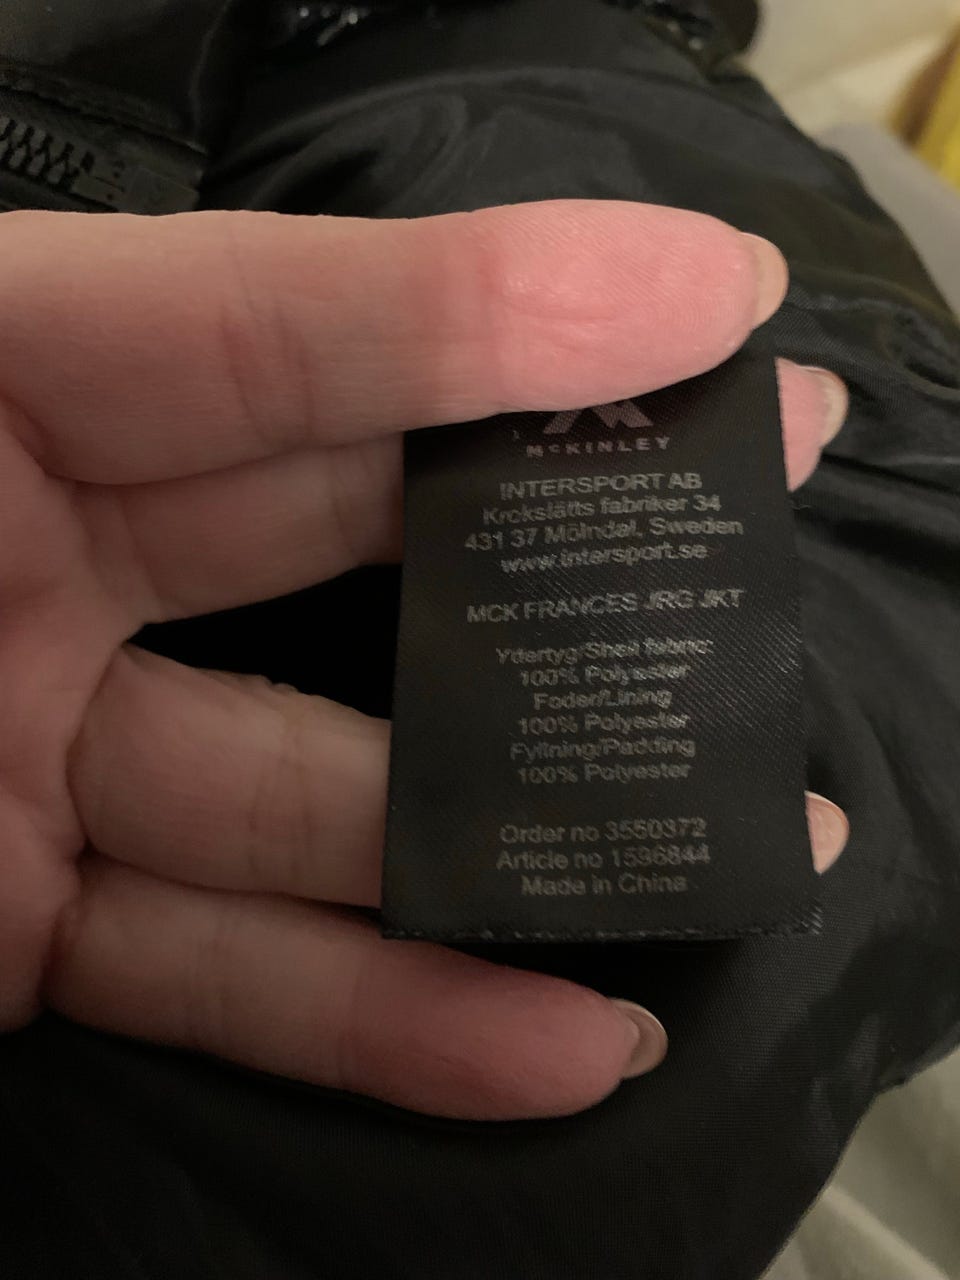 McKINLEY
INTERSPORT AB
Krokslätts fabriker 34
431 37 Mölndal, Sweden
www.intersport.se
MCK FRANCES JRG JKT
Ydertyg/Shell fabric:
100% Polyester
Foder/Lining
100% Polyester
Fyllning/Padding
100% Polyester
Order no 3550372
Article no 1596844
Made in China